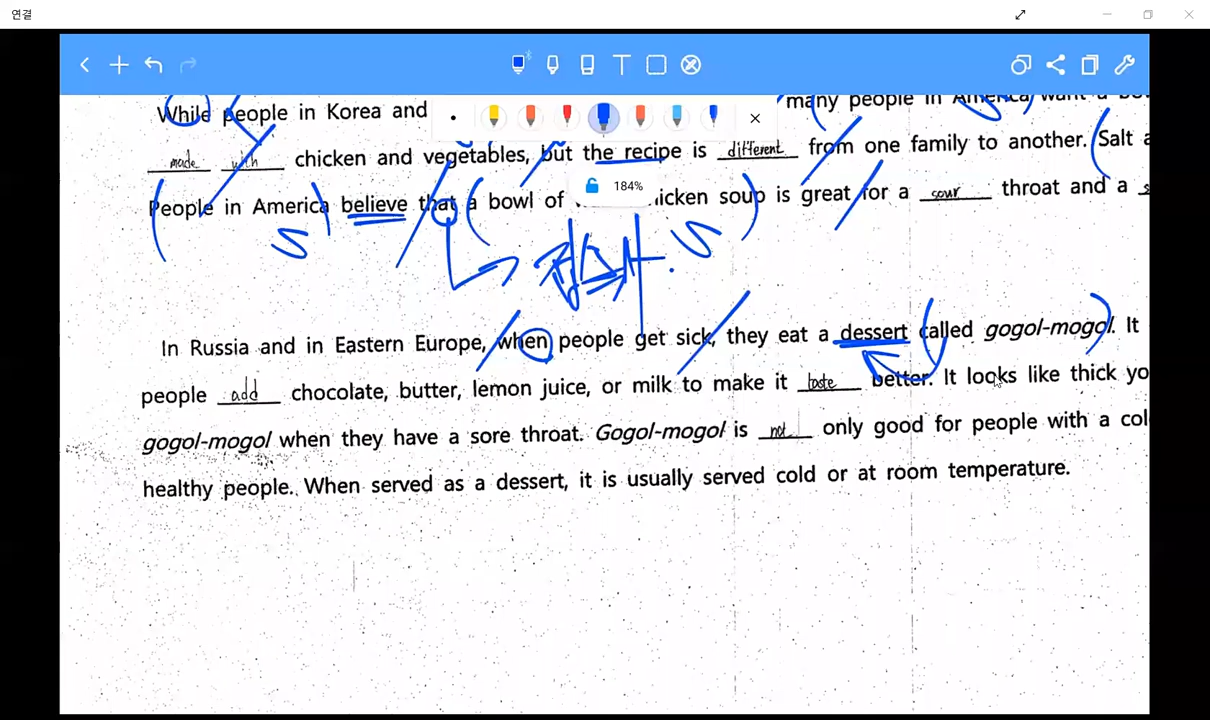 연결
While people in Korea and many people in America, want a
made with chicken and vegetables, but the recipe is different from one family to another. Salt
People in America believe that a bowl of icken soup is great for a sour throat and a s
184%
접속사. S
S
In Russia and in Eastern Europe, when people get sick, they eat a dessert called gogol-mogol. It
people add chocolate, butter, lemon juice, or milk to make it taste better. It looks like thick yo
gogol-mogol when they have a sore throat. Gogol-mogol is not only good for people with a col
healthy people. When served as a dessert, it is usually served cold or at room temperature.